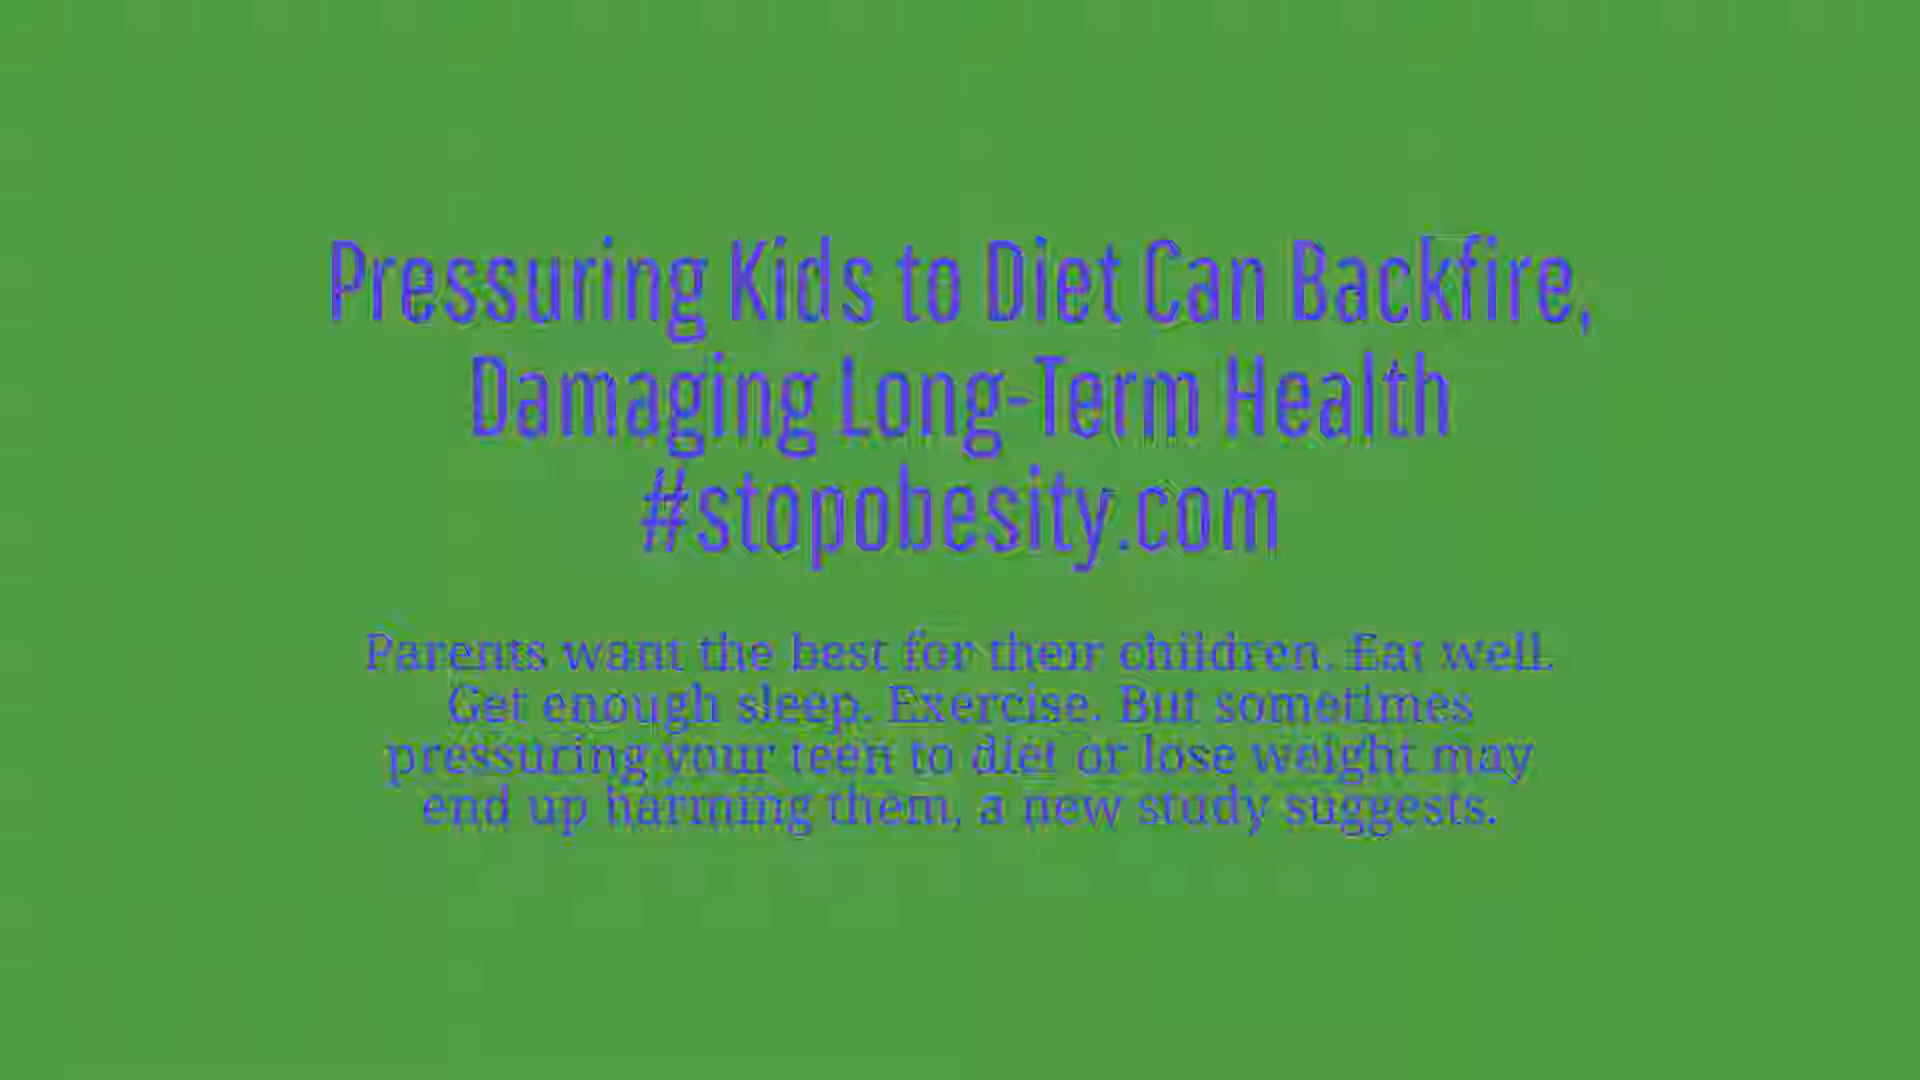 Pressuring Kids to Diet Can Backfire,
Damaging Long-Term Health
#stopobesity.com
Parents want the best for their children. Eat well.
Get enough sleep. Exercise. But sometimes
pressuring your teen to diet or lose weight may
end up harming them, a new study suggests.